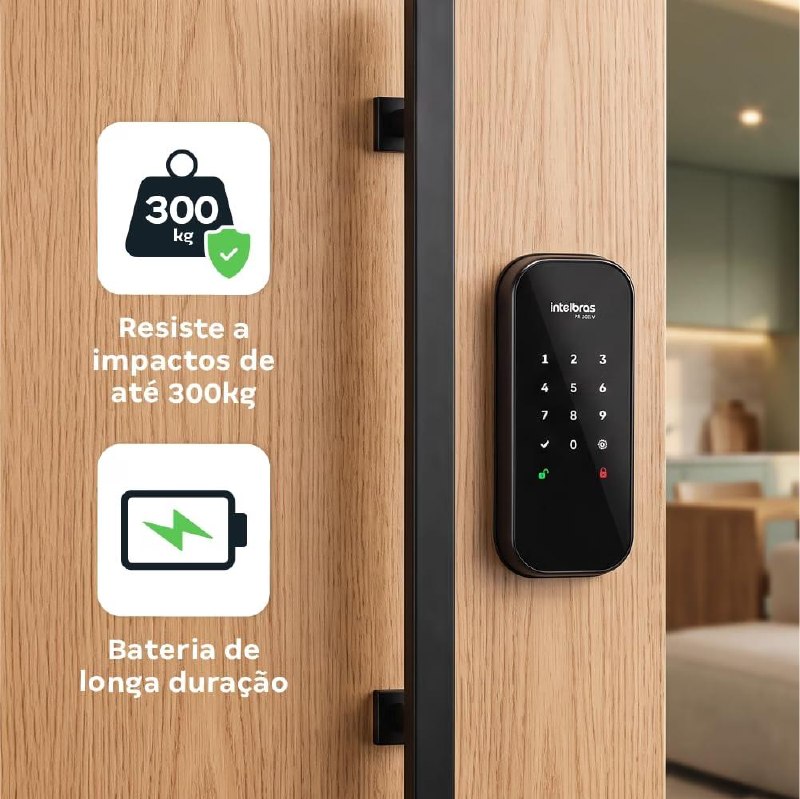 300
kg
Resiste a
impactos de
até 300kg
Bateria de
longa duração
intelbras
1 2 3
4 5 6
7 8 9
0